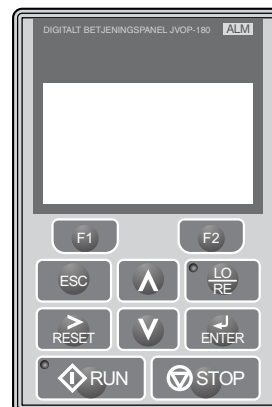 DIGITALT BETJENINGSPANEL JVOP-180 ALM
F1 F2
ESC LO
RE
RESET ENTER
RUN STOP